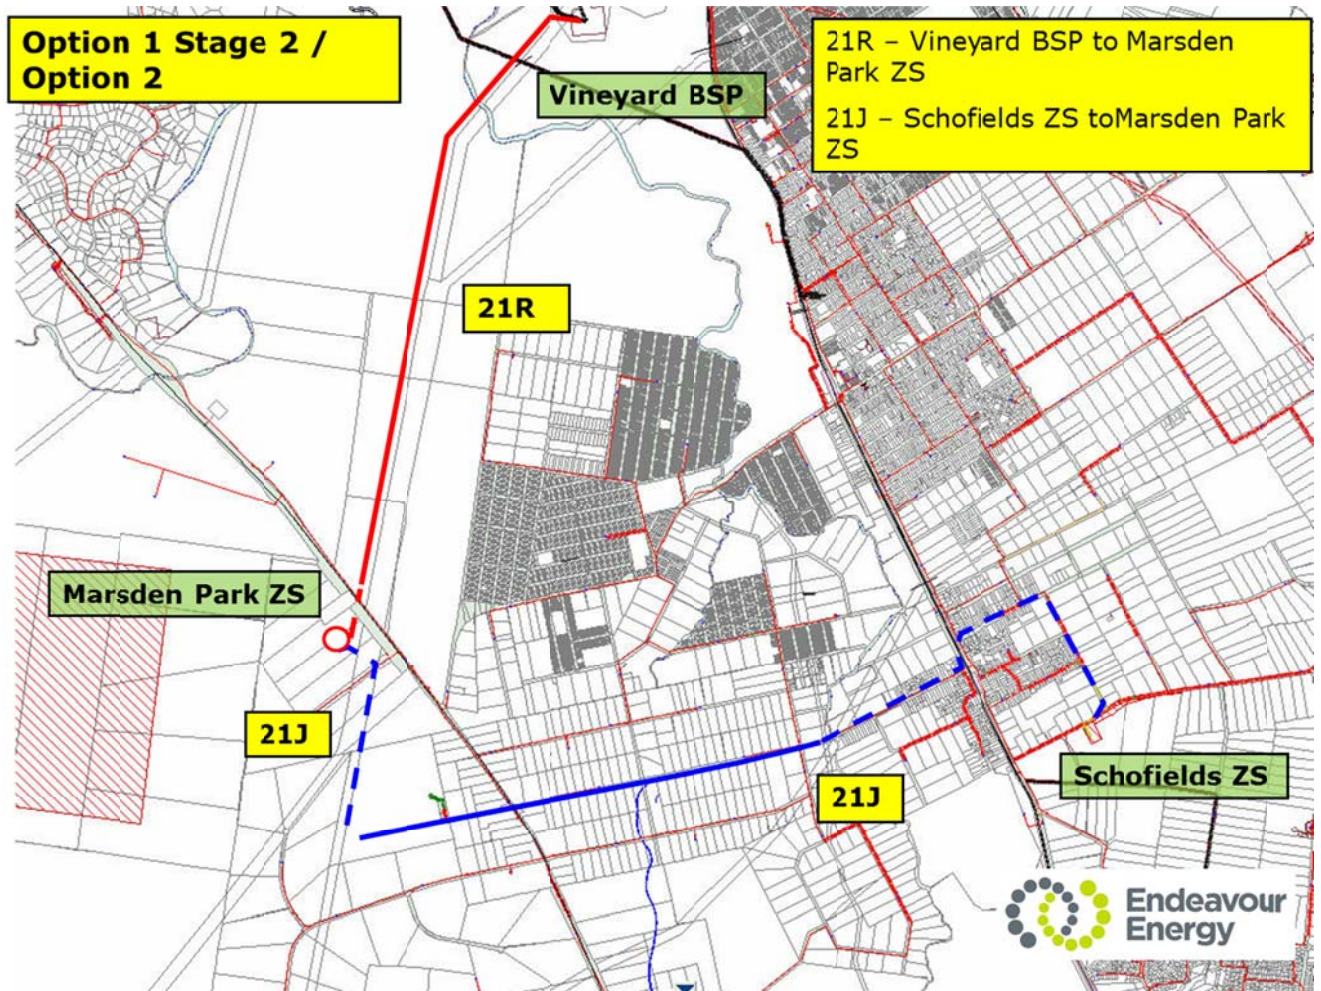 Option 1 Stage 2 /
Option 2
21R – Vineyard BSP to Marsden
Park ZS
21J – Schofields ZS toMarsden Park
ZS
Vineyard BSP
21R
Marsden Park ZS
21J
21J
Schofields ZS
Endeavour
Energy